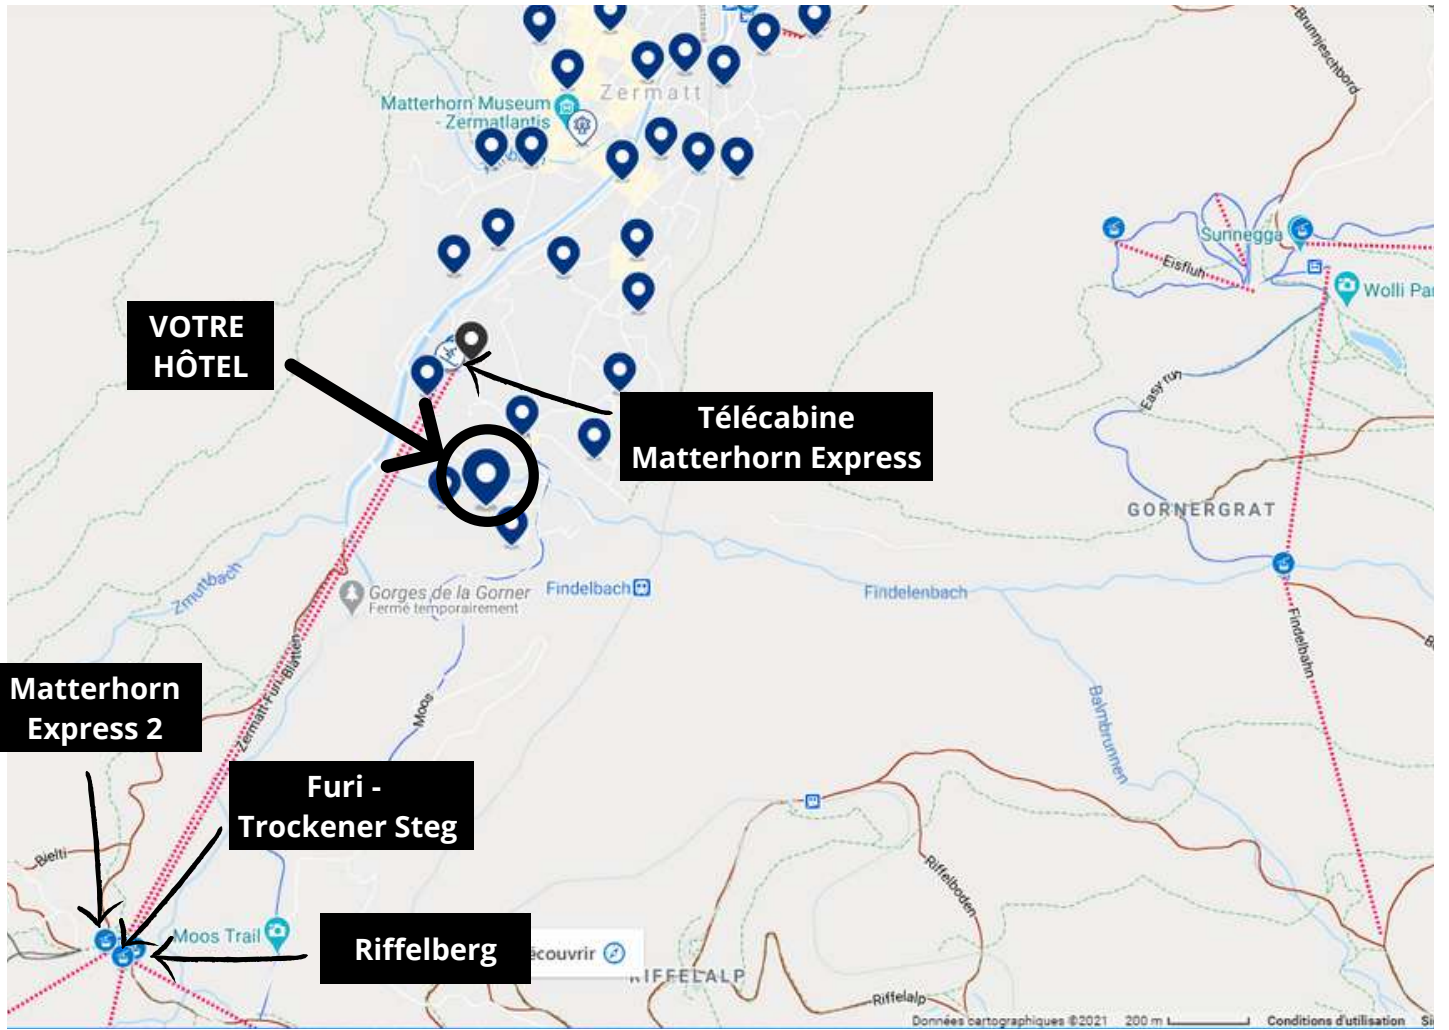 Brunnjeschbord
Zermatt
Matterhorn Museum
- Zermatlantis
Sunnegga
Eisfluh
Wolli Par
VOTRE
HÔTEL
Easy run
Télécabine
Matterhorn Express
GORNERGRAT
Zmuttbach
Gorges de la Gorner
Fermé temporairement
Findelbach
Findelenbach
Findelbahn
Zermatt-Furi-Blatten
Matterhorn
Express 2
Moos
Balmbrunnen
Furi -
Trockener Steg
Bielti
Riffelboden
Moos Trail
Riffelberg
écouvrir
RIFFELALP
Riffelalp
Données cartographiques ©2021 200 m Conditions d'utilisation Si